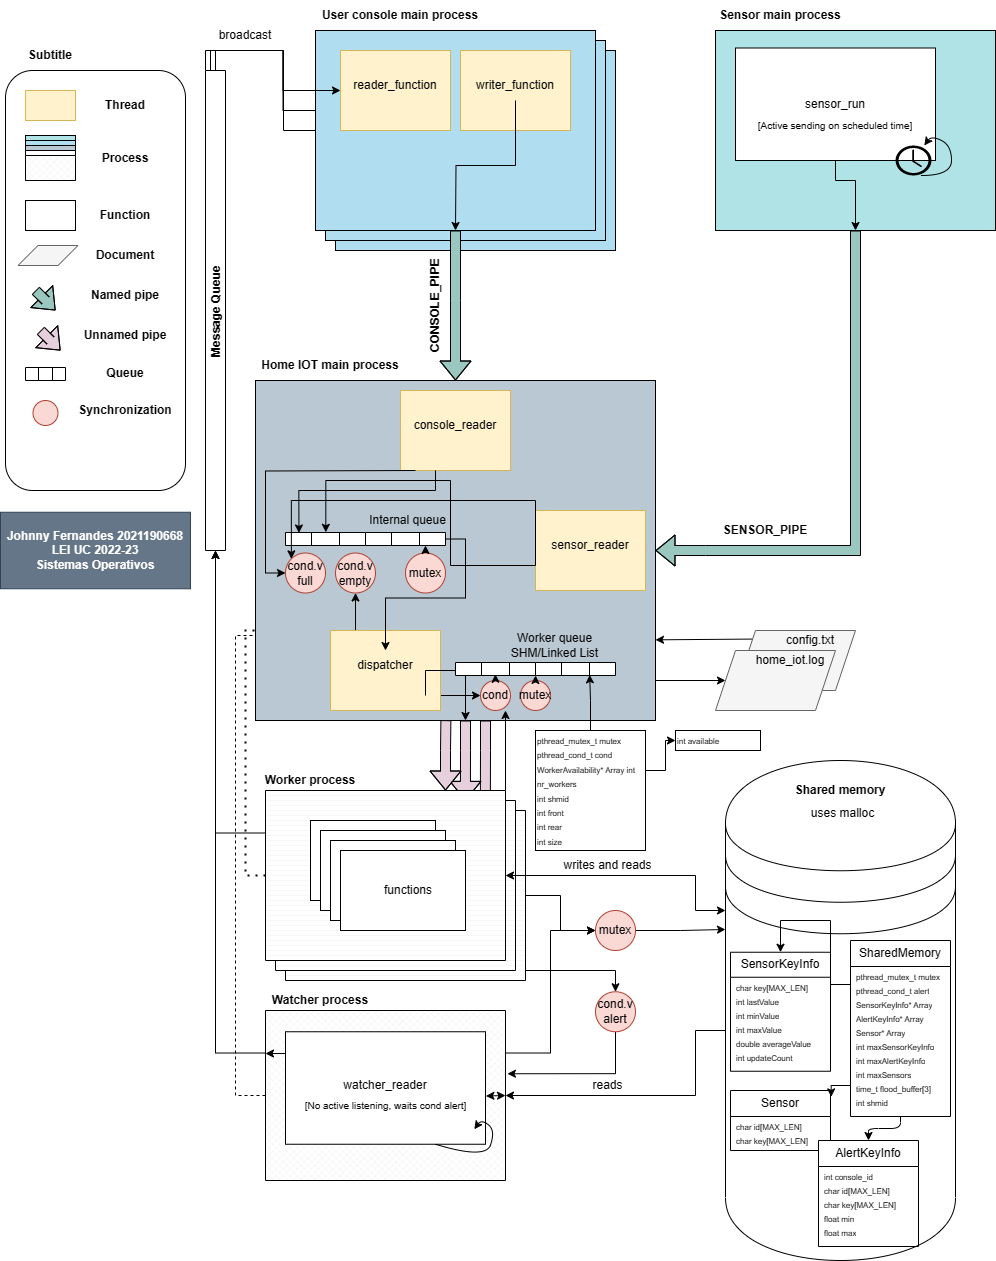 User console main process
Sensor main process
broadcast
Subtitle
Thread
Process
Function
Document
Named pipe
Unnamed pipe
Queue
Synchronization
Johnny Fernandes 2021190668
LEI UC 2022-23
Sistemas Operativos
Message Queue
reader_function
writer_function
sensor_run
[Active sending on scheduled time]
CONSOLE_PIPE
Home IOT main process
console_reader
Internal queue
sensor_reader
SENSOR_PIPE
cond.v
full
cond.v
empty
mutex
dispatcher
Worker queue
SHM/Linked List
cond
mutex
config.txt
home_iot.log
pthread_mutex_t mutex
pthread_cond_t cond
WorkerAvailability* Array int
nr_workers
int shmid
int front
int rear
int size
int available
Worker process
functions
writes and reads
mutex
cond.v
alert
Watcher process
watcher_reader
[No active listening, waits cond alert]
reads
Shared memory
uses malloc
SensorKeyInfo
char key[MAX_LEN]
int lastValue
int minValue
int maxValue
double averageValue
int updateCount
SharedMemory
pthread_mutex_t mutex
pthread_cond_t alert
SensorKeyInfo* Array
AlertKeyInfo* Array
Sensor* Array
int maxSensorKeyInfo
int maxAlertKeyInfo
int maxSensors
time_t flood_buffer[3]
int shmid
Sensor
char id[MAX_LEN]
char key[MAX_LEN]
AlertKeyInfo
int console_id
char id[MAX_LEN]
char key[MAX_LEN]
float min
float max